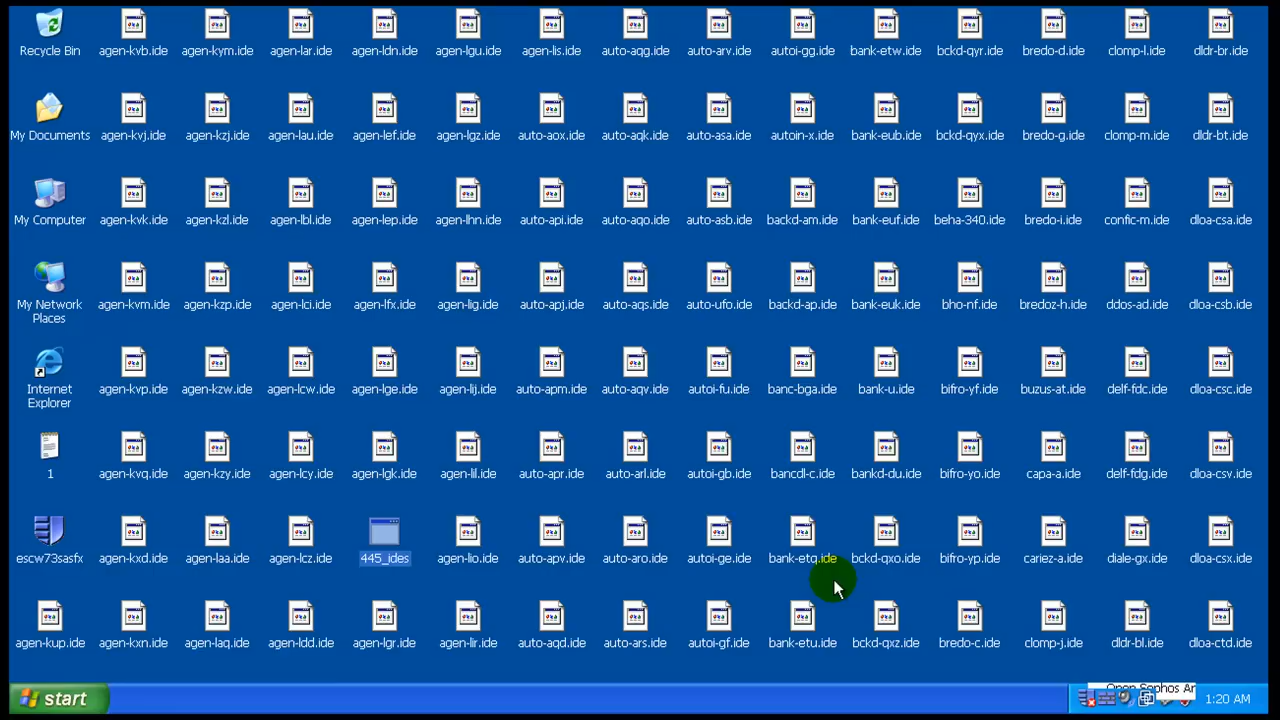 Recycle Bin agen-kvb.ide agen-kym.ide agen-lar.ide agen-ldn.ide agen-lgu.ide agen-lis.ide auto-aqg.ide auto-arv.ide autoi-gg.ide bank-etw.ide bckd-qyr.ide bredo-d.ide clomp-l.ide dldr-br.ide
My Documents agen-kvj.ide agen-kzj.ide agen-lau.ide agen-lef.ide agen-lgz.ide auto-aox.ide auto-aqk.ide auto-asa.ide autoin-x.ide bank-eub.ide bckd-qyx.ide bredo-g.ide clomp-m.ide dldr-bt.ide
My Computer agen-kvk.ide agen-kzl.ide agen-lbl.ide agen-lep.ide agen-lhn.ide auto-api.ide auto-aqo.ide auto-asb.ide backd-am.ide bank-euf.ide beha-340.ide bredo-i.ide confic-m.ide dloa-csa.ide
My Network agen-kvm.ide agen-kzp.ide agen-lci.ide agen-lfx.ide agen-lig.ide auto-apj.ide auto-aqs.ide auto-ufo.ide backd-ap.ide bank-euk.ide bho-nf.ide bredoz-h.ide ddos-ad.ide dloa-csb.ide
Places
Internet agen-kvp.ide agen-kzw.ide agen-lcw.ide agen-lge.ide agen-lij.ide auto-apm.ide auto-aqv.ide autoi-fu.ide banc-bga.ide bank-u.ide bifro-yf.ide buzus-at.ide delf-fdc.ide dloa-csc.ide
Explorer
1 agen-kvq.ide agen-kzy.ide agen-lcy.ide agen-lgk.ide agen-lil.ide auto-apr.ide auto-arl.ide autoi-gb.ide bancdl-c.ide bankd-du.ide bifro-yo.ide capa-a.ide delf-fdg.ide dloa-csv.ide
escw73sasfx agen-kxd.ide agen-laa.ide agen-lcz.ide 445_ides agen-lio.ide auto-apv.ide auto-aro.ide autoi-ge.ide bank-etq.ide bckd-qxo.ide bifro-yp.ide cariez-a.ide diale-gx.ide dloa-csx.ide
agen-kup.ide agen-kxn.ide agen-laq.ide agen-ldd.ide agen-lgr.ide agen-lir.ide auto-aqd.ide auto-ars.ide autoi-gf.ide bank-etu.ide bckd-qxz.ide bredo-c.ide clomp-j.ide dldr-bl.ide dloa-ctd.ide
Open Sophos
start 1:20 AM